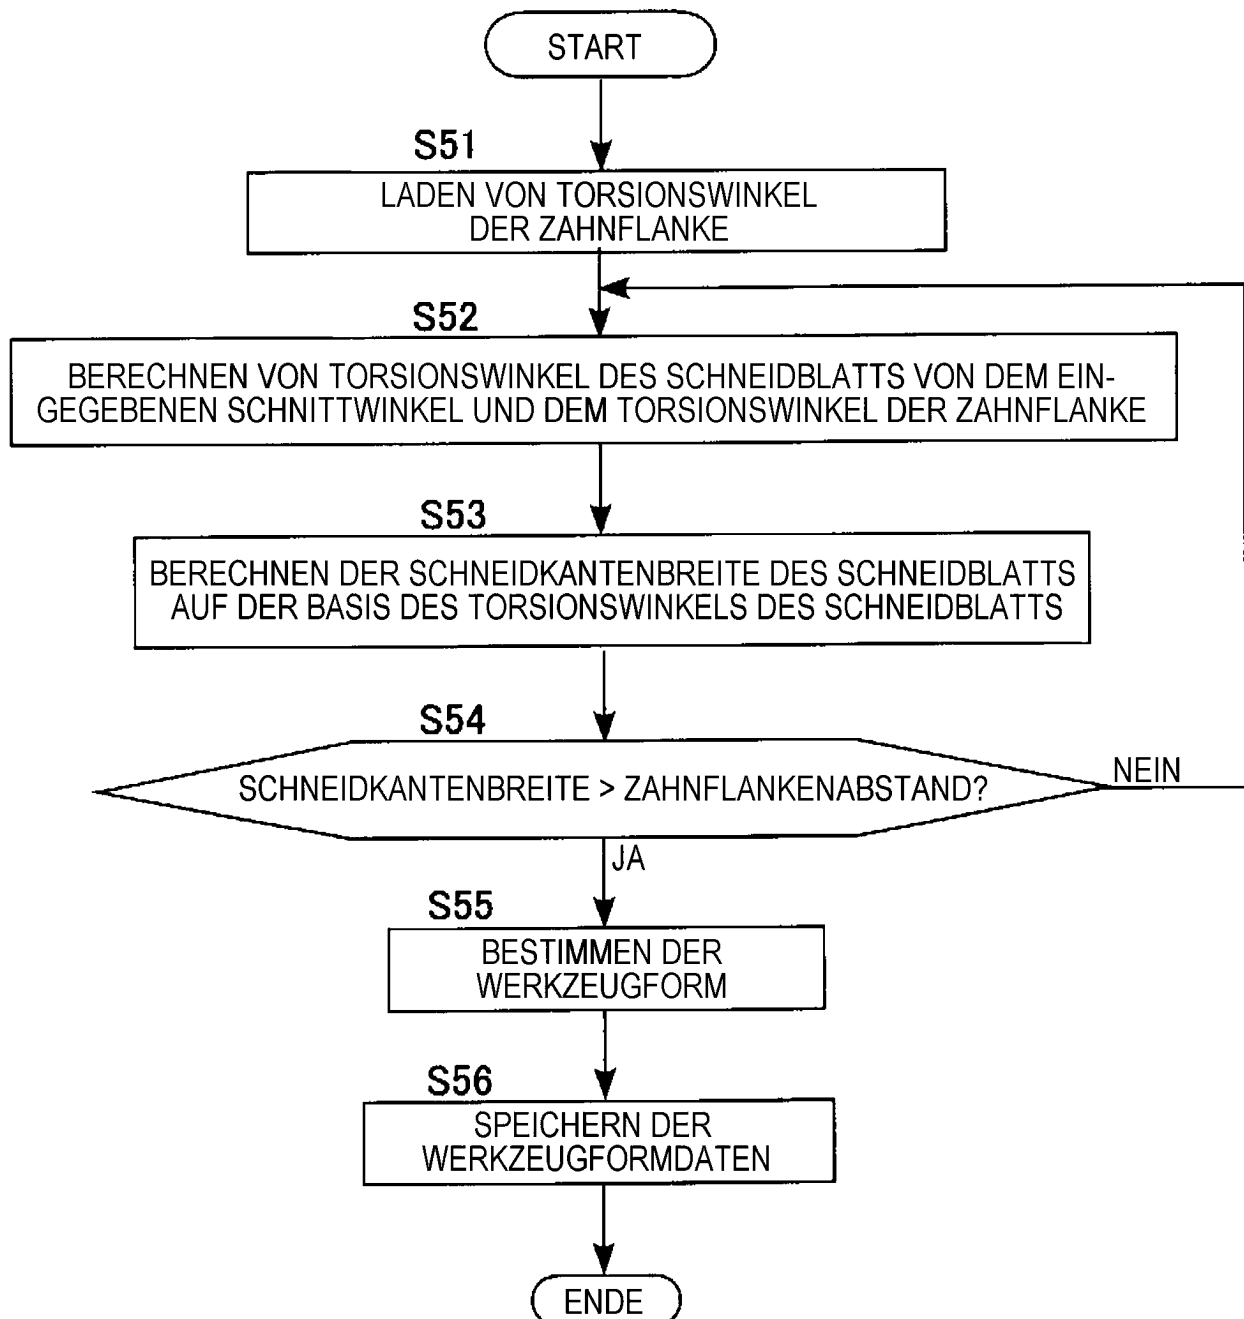 START
S51
LADEN VON TORSIONSWINKEL
DER ZAHNFLANKE
S52
BERECHNEN VON TORSIONSWINKEL DES SCHNEIDBLATTS VON DEM EIN-
GEGEBENEN SCHNITTWINKEL UND DEM TORSIONSWINKEL DER ZAHNFLANKE
S53
BERECHNEN DER SCHNEIDKANTENBREITE DES SCHNEIDBLATTS
AUF DER BASIS DES TORSIONSWINKELS DES SCHNEIDBLATTS
S54
SCHNEIDKANTENBREITE > ZAHNFLANKENABSTAND?
NEIN
JA
S55
BESTIMMEN DER
WERKZEUGFORM
S56
SPEICHERN DER
WERKZEUGFORMDATEN
ENDE